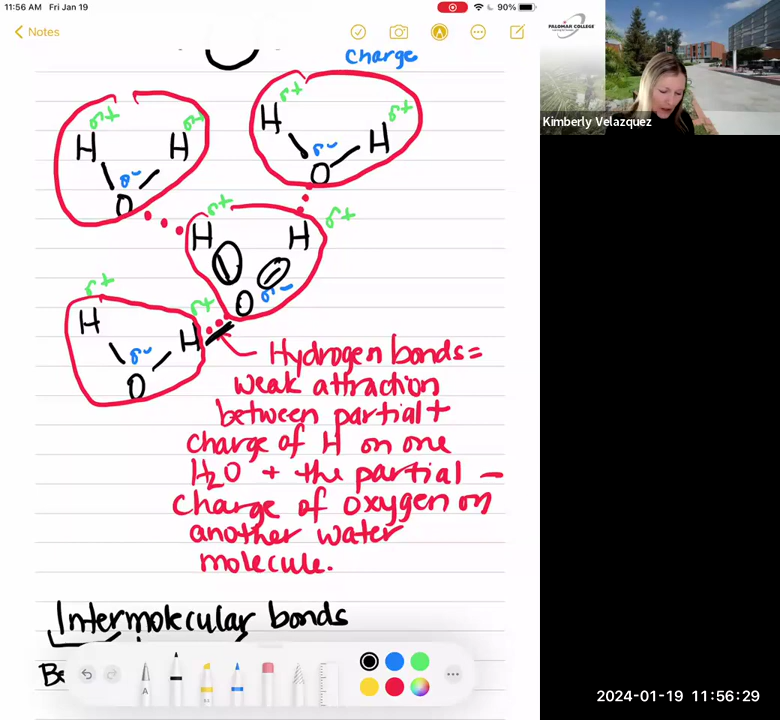 11:56 AM Fri Jan 19
90%
Notes
PALOMAR COLLEGE
Kimberly Velazquez
Charge
δ+
δ+
H
H
δ-
O
δ+
δ+
H
H
δ-
O
δ+
δ+
H
H
O
δ-
δ+
δ+
H
H
δ-
O
Hydrogen bonds=
weak attraction
between partial +
charge of H on one
H2O + the partial -
Charge of oxygen on
another water
molecule.
Intermolecular bonds
Be
A
2024-01-19 11:56:29